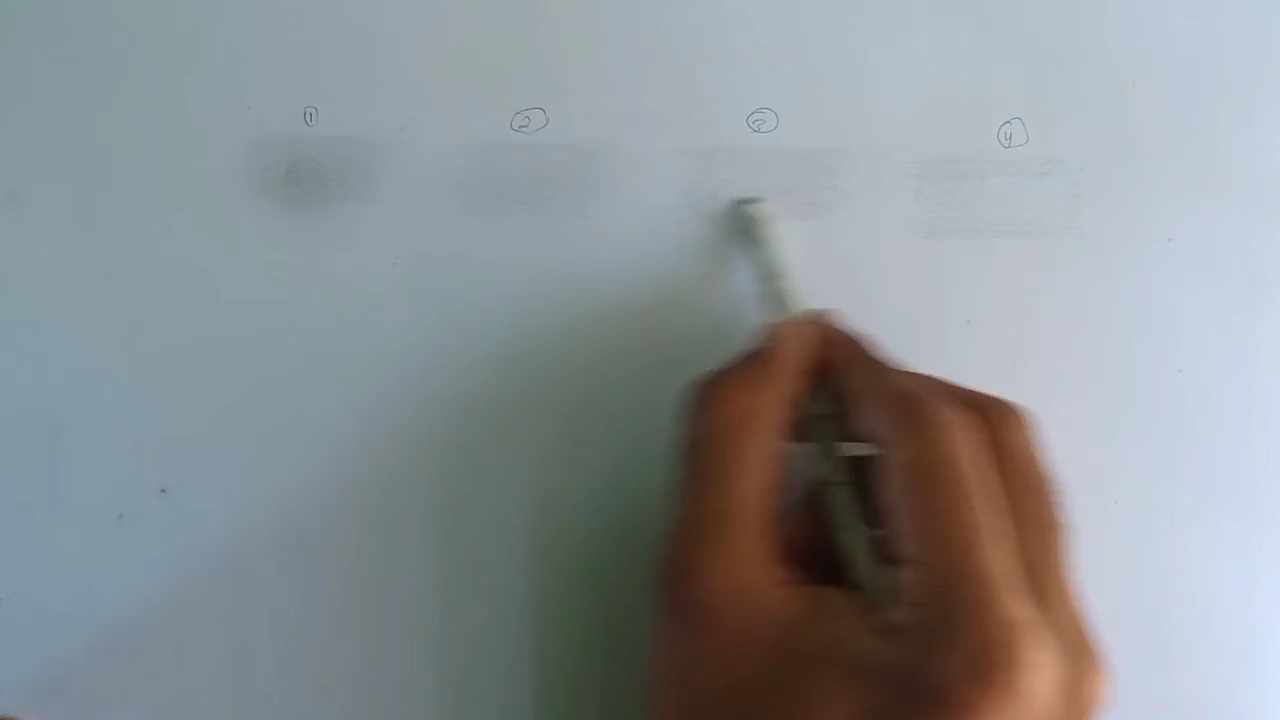 ① ② ③ ④